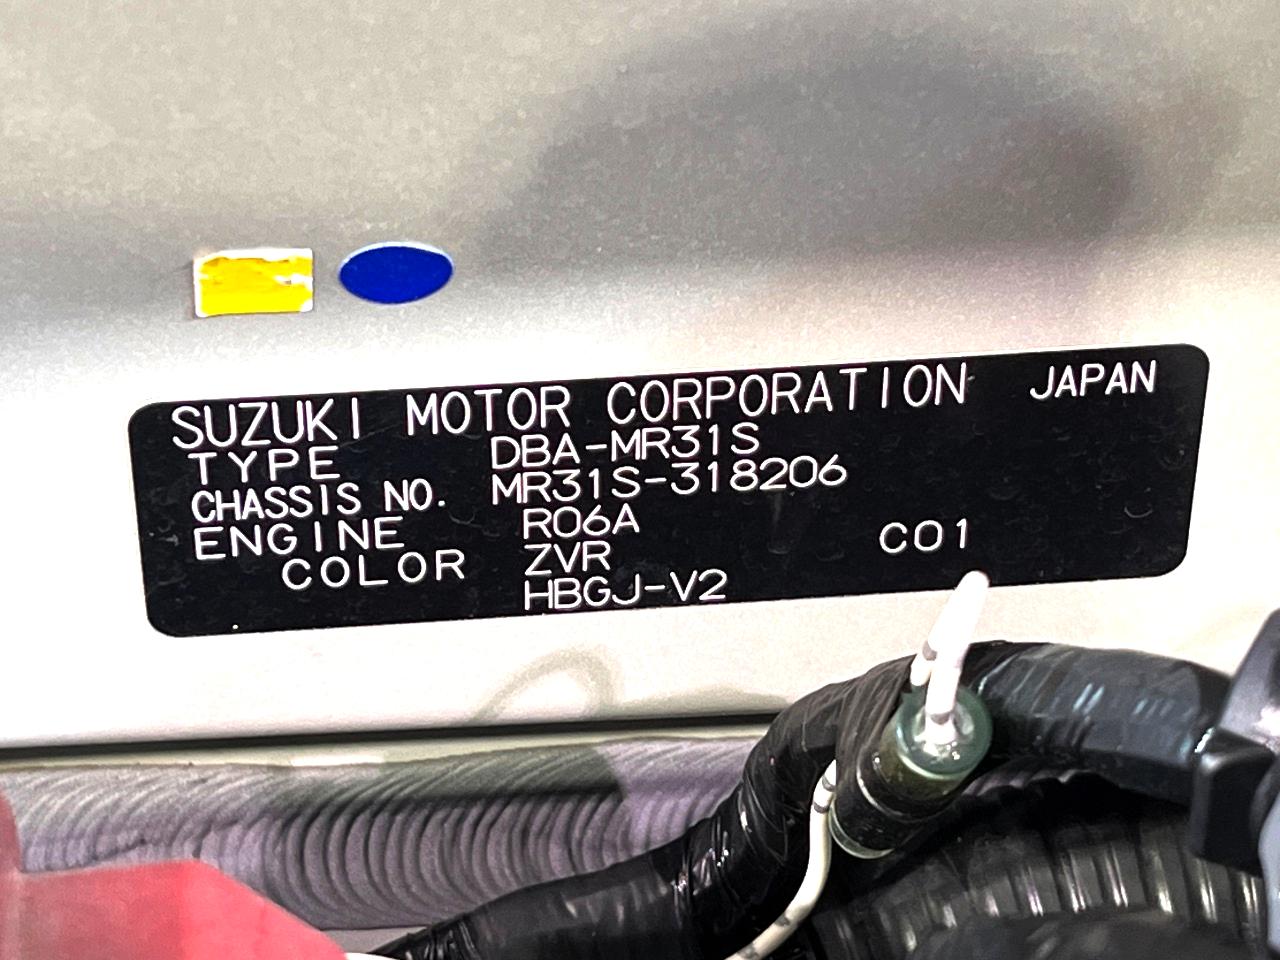 SUZUKI MOTOR CORPORATION JAPAN
TYPE DBA-MR31S
CHASSIS NO. MR31S-318206
ENGINE R06A
COLOR ZVR C01
HBGJ-V2